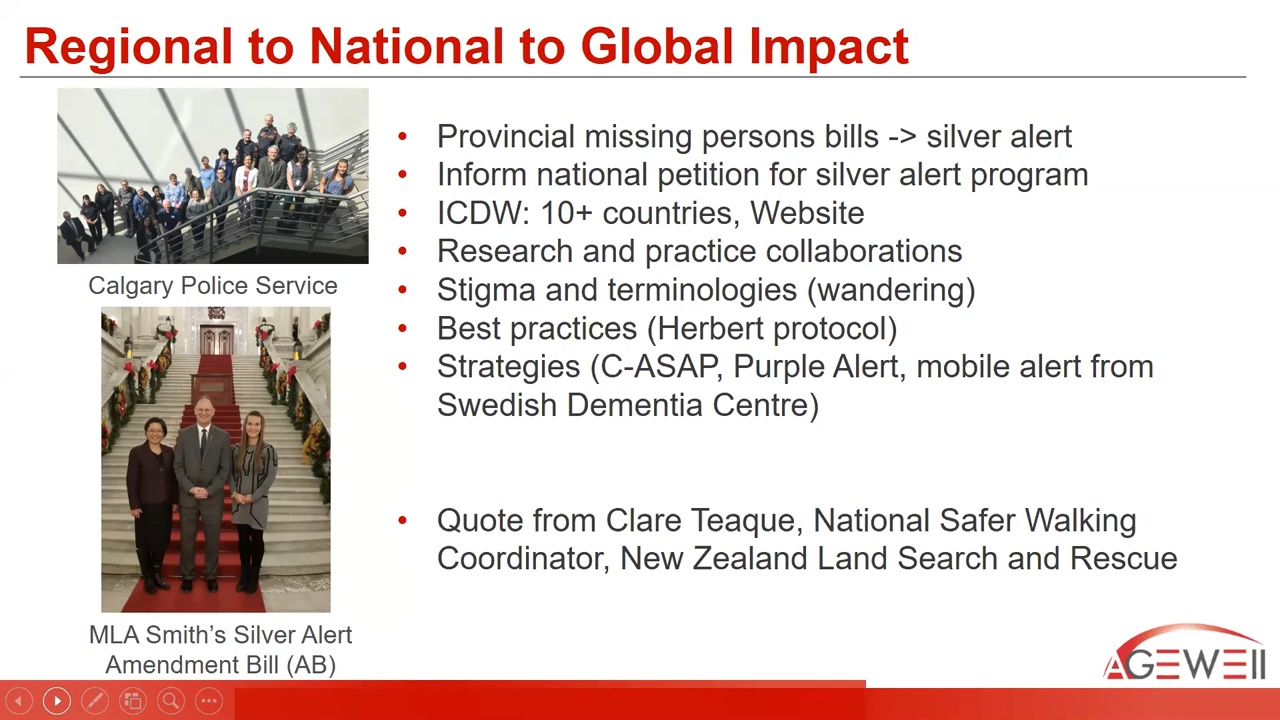 Regional to National to Global Impact
• Provincial missing persons bills -> silver alert
• Inform national petition for silver alert program
• ICDW: 10+ countries, Website
• Research and practice collaborations
• Stigma and terminologies (wandering)
• Best practices (Herbert protocol)
• Strategies (C-ASAP, Purple Alert, mobile alert from
Swedish Dementia Centre)
• Quote from Clare Teaque, National Safer Walking
Coordinator, New Zealand Land Search and Rescue
Calgary Police Service
MLA Smith’s Silver Alert
Amendment Bill (AB)
AGEWELL